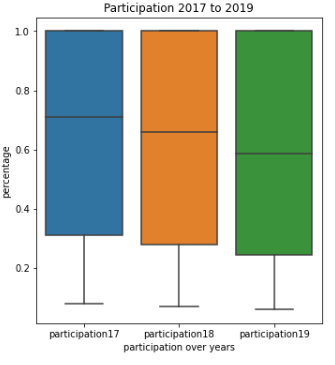 Participation 2017 to 2019
1.0
0.8
0.6
0.4
0.2
percentage
participation17 participation18 participation19
participation over years